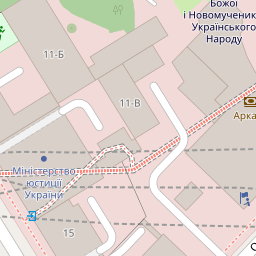 Божої
і Новомучеників
Українського
Народу
11-Б
11-В
Арка
Міністерство
юстиції
України
15